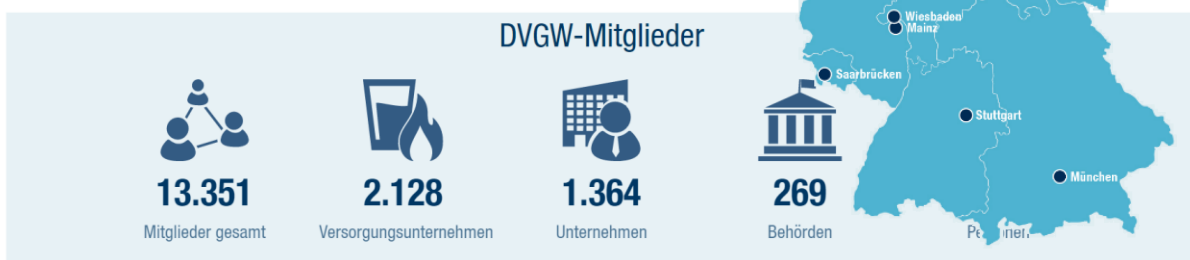 Wiesbaden
Mainz
DVGW-Mitglieder
Saarbrücken
Stuttgart
München
13.351
2.128
1.364
269
Mitglieder gesamt
Versorgungsunternehmen
Unternehmen
Behörden